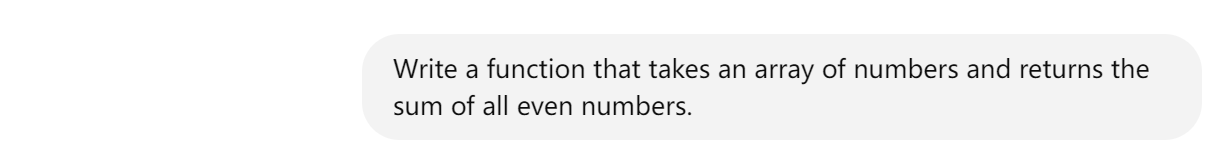 Write a function that takes an array of numbers and returns the
sum of all even numbers.